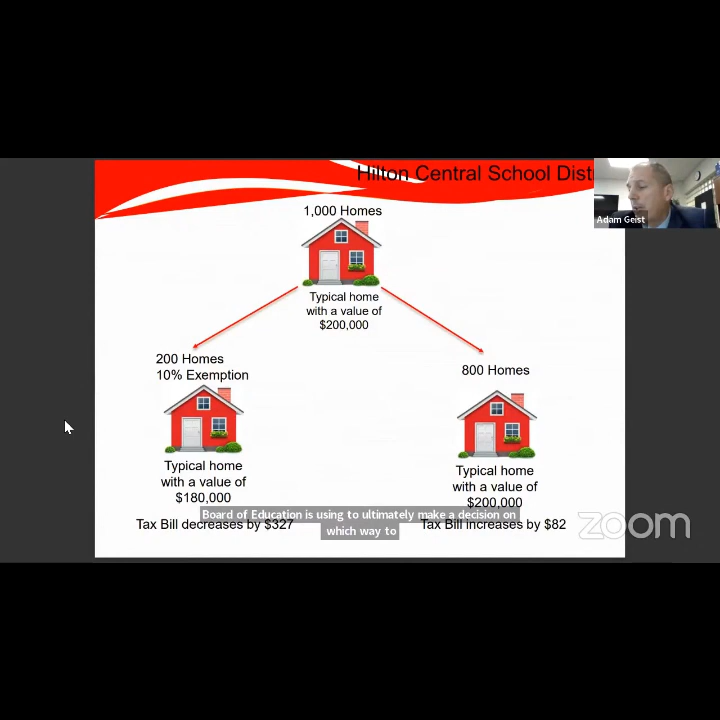 Hilton Central School Dist
Adam Geist
1,000 Homes
Typical home
with a value of
$200,000
200 Homes
10% Exemption
800 Homes
Typical home
with a value of
$180,000
Typical home
with a value of
$200,000
Tax Bill decreases by $327
Tax Bill increases by $82
Board of Education is using to ultimately make a decision on
which way to
zoom